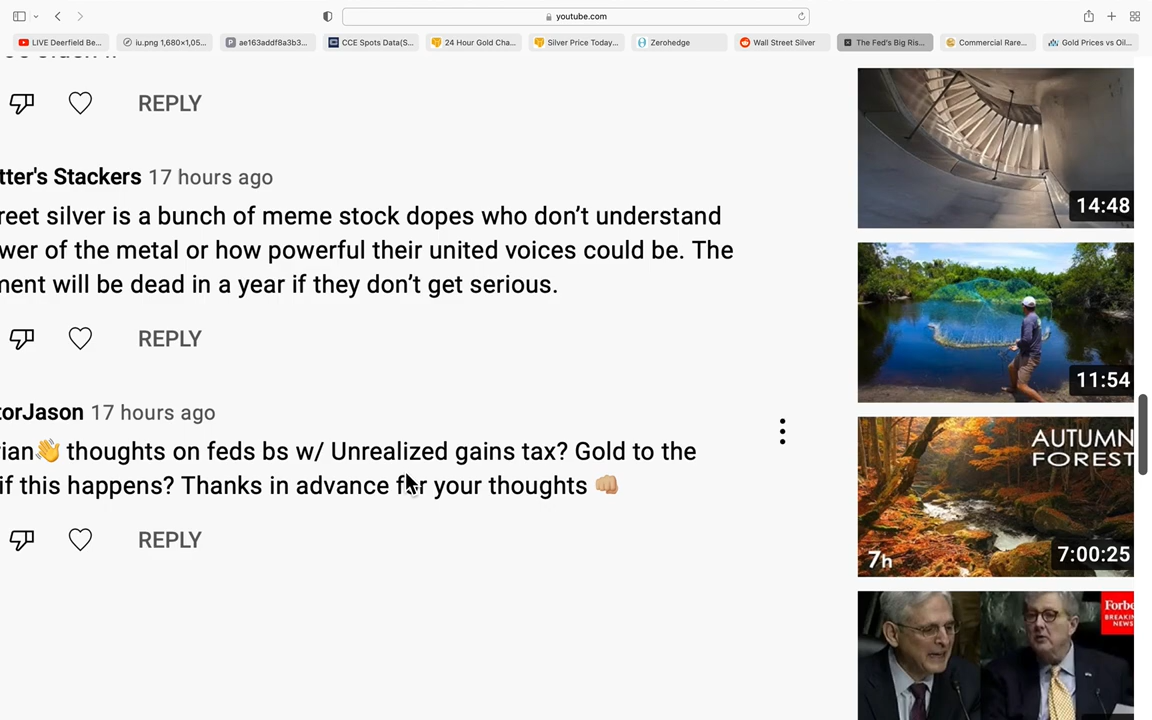 youtube.com
LIVE Deerfield Be...
iu.png 1,680×1,05...
ae163addf8a3b3...
CCE Spots Data(S...
24 Hour Gold Cha...
Silver Price Today...
Zerohedge
Wall Street Silver
The Fed's Big Ris...
Commercial Rare...
Gold Prices vs Oil...
REPLY
tter's Stackers 17 hours ago
reet silver is a bunch of meme stock dopes who don’t understand
wer of the metal or how powerful their united voices could be. The
ment will be dead in a year if they don’t get serious.
REPLY
torJason 17 hours ago
ian👋 thoughts on feds bs w/ Unrealized gains tax? Gold to the
if this happens? Thanks in advance for your thoughts 👊🏼
REPLY
14:48
11:54
AUTUMN
FOREST
7h
7:00:25
Forbe
BREAKIN
NEWS